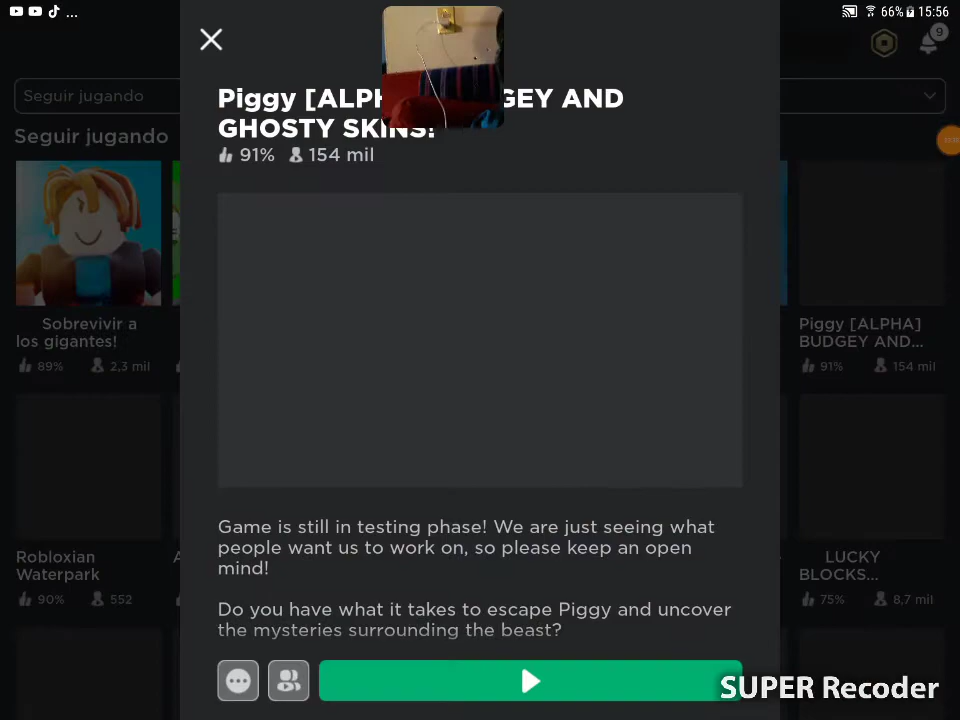 ...
66% 15:56
9
Piggy [ALPH GEY AND
GHOSTY SKINS!
91% 154 mil
Seguir jugando
Seguir jugando
Sobrevivir a
los gigantes!
89% 2,3 mil
Piggy [ALPHA]
BUDGEY AND...
91% 154 mil
Game is still in testing phase! We are just seeing what
people want us to work on, so please keep an open
mind!
Do you have what it takes to escape Piggy and uncover
the mysteries surrounding the beast?
Robloxian
Waterpark
90% 552
A
LUCKY
BLOCKS...
75% 8,7 mil
SUPER Recoder